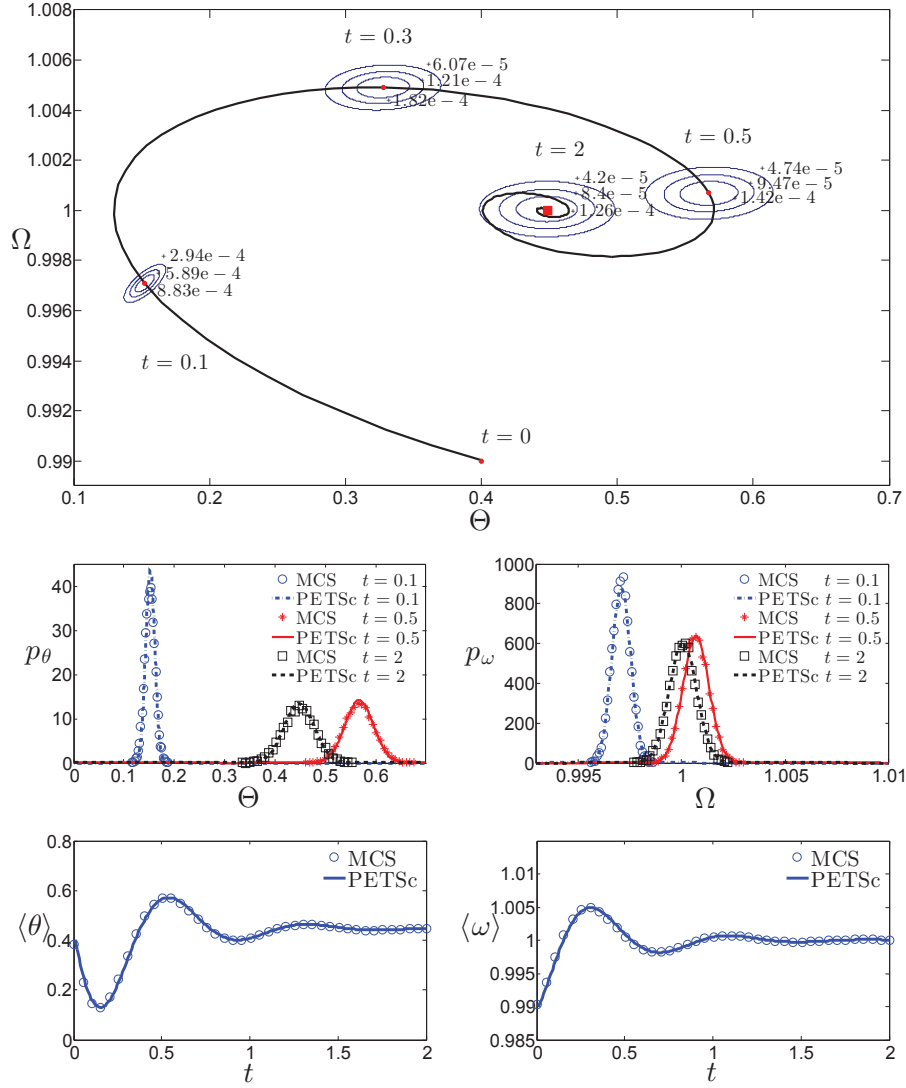 1.008
t = 0.3
1.006
6.07e − 5
1.21e − 4
1.82e − 4
1.004
t = 0.5
t = 2
1.002
4.74e − 5
4.2e − 5
9.47e − 5
8.4e − 5
1.42e − 4
1
1.26e − 4
Ω
0.998
2.94e − 4
5.89e − 4
8.83e − 4
0.996
t = 0.1
0.994
0.992
t = 0
0.99
0.1 0.2 0.3 0.4 0.5 0.6 0.7
Θ
40
30
20
10
0
pθ
MCS t = 0.1
PETSc t = 0.1
MCS t = 0.5
PETSc t = 0.5
MCS t = 2
PETSc t = 2
0 0.1 0.2 0.3 0.4 0.5 0.6
Θ
1000
800
600
400
200
0
pω
MCS t = 0.1
PETSc t = 0.1
MCS t = 0.5
PETSc t = 0.5
MCS t = 2
PETSc t = 2
0.995 1 1.005 1.01
Ω
0.8
0.6
0.4
0.2
0
⟨θ⟩
MCS
PETSc
0 0.5 1 1.5 2
t
1.015
1.01
1.005
1
0.995
0.99
0.985
⟨ω⟩
MCS
PETSc
0 0.5 1 1.5 2
t